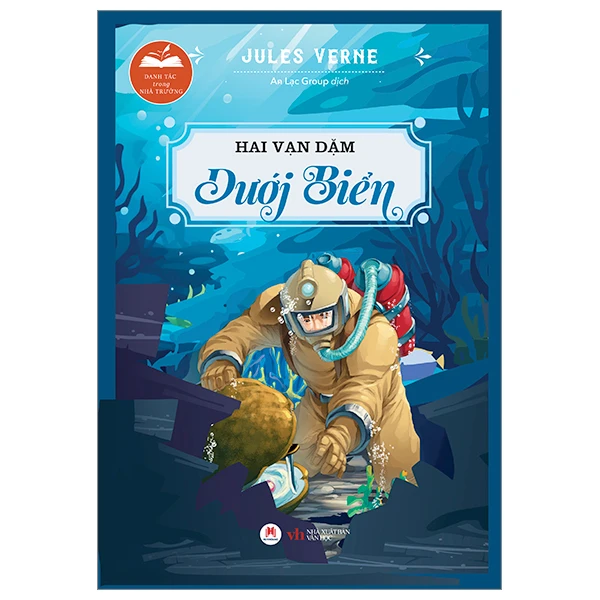 JULES VERNE
An Lạc Group dịch
DANH TÁC
trong
NHÀ TRƯỜNG
HAI VẠN DẶM
Dưới Biển
vh NHÀ XUẤT BẢN
VĂN HỌC